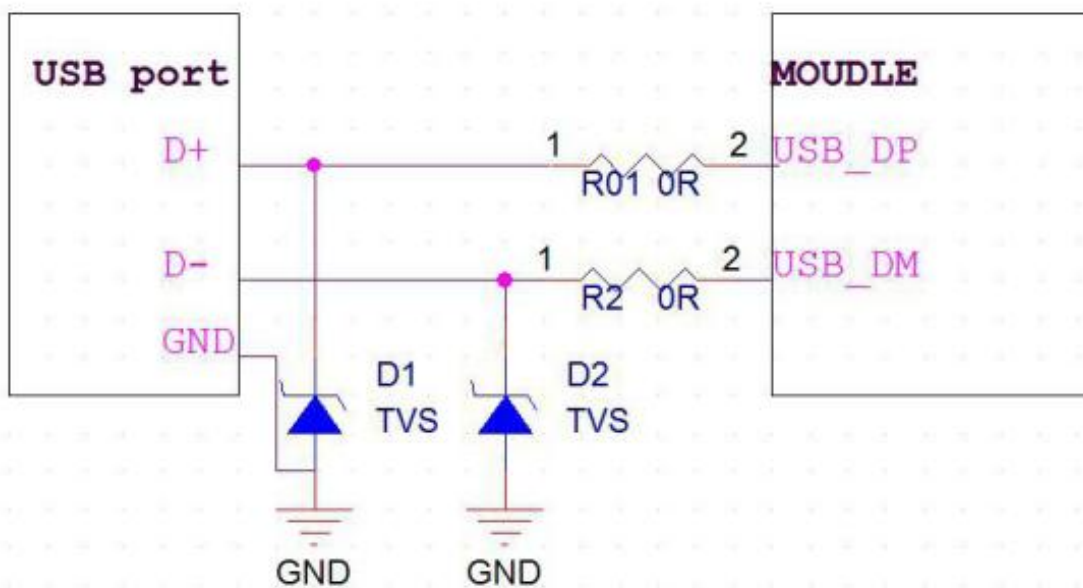 USB port
MOUDLE
D+
1
2
USB_DP
R01 0R
D-
1
2
USB_DM
R2 0R
GND
D1
TVS
D2
TVS
GND
GND